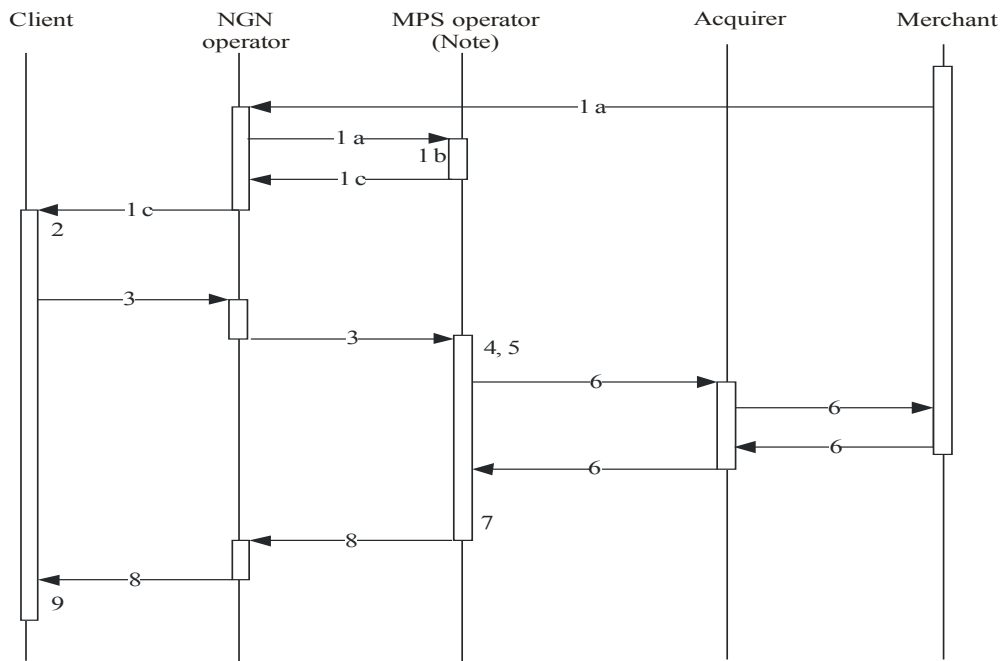 Client NGN operator MPS operator (Note) Acquirer Merchant
1 a
1 a
1 b
1 c
1 c
2
3
3
4, 5
6
6
6
6
7
8
8
9